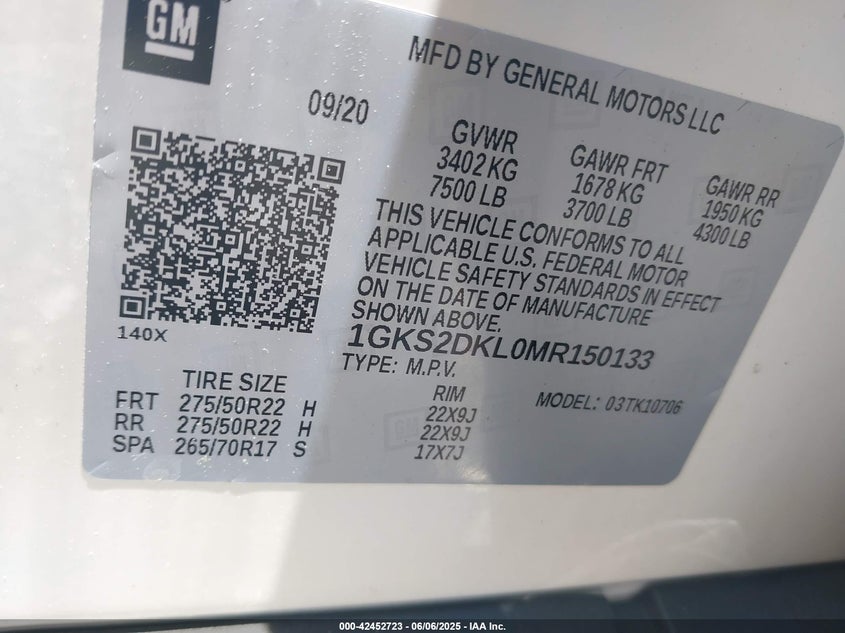 GM
MFD BY GENERAL MOTORS LLC
09/20
GVWR
3402 KG
7500 LB
GAWR FRT
1678 KG
3700 LB
GAWR RR
1950 KG
4300 LB
THIS VEHICLE CONFORMS TO ALL
APPLICABLE U.S. FEDERAL MOTOR
VEHICLE SAFETY STANDARDS IN EFFECT
ON THE DATE OF MANUFACTURE
SHOWN ABOVE.
1GKS2DKL0MR150133
TYPE: M.P.V.
140X
TIRE SIZE
RIM
MODEL: 03TK10706
FRT 275/50R22 H 22X9J
RR 275/50R22 H 22X9J
SPA 265/70R17 S 17X7J
000-42452723 - 06/06/2025 - IAA Inc.